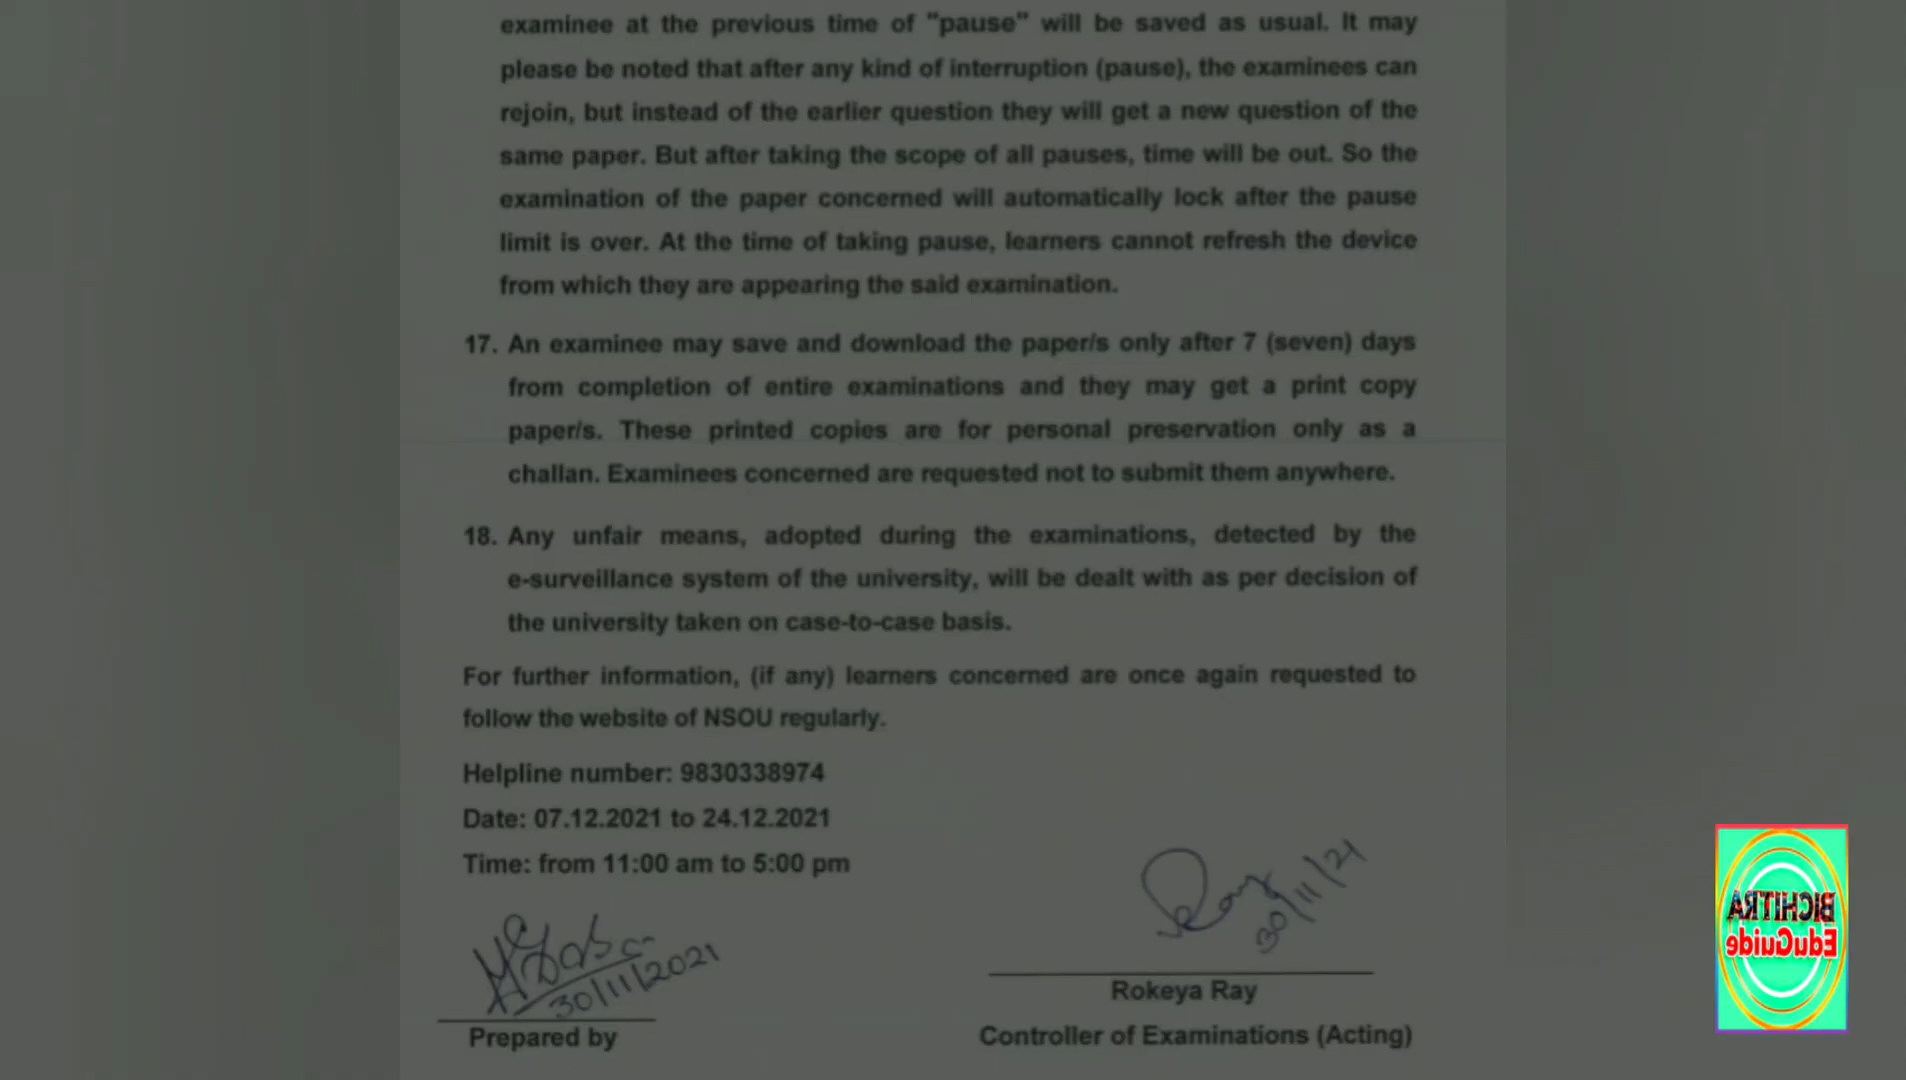 examinee at the previous time of "pause" will be saved as usual. It may
please be noted that after any kind of interruption (pause), the examinees can
rejoin, but instead of the earlier question they will get a new question of the
same paper. But after taking the scope of all pauses, time will be out. So the
examination of the paper concerned will automatically lock after the pause
limit is over. At the time of taking pause, learners cannot refresh the device
from which they are appearing the said examination.
17. An examinee may save and download the paper/s only after 7 (seven) days
from completion of entire examinations and they may get a print copy
paper/s. These printed copies are for personal preservation only as a
challan. Examinees concerned are requested not to submit them anywhere.
18. Any unfair means, adopted during the examinations, detected by the
e-surveillance system of the university, will be dealt with as per decision of
the university taken on case-to-case basis.
For further information, (if any) learners concerned are once again requested to
follow the website of NSOU regularly.
Helpline number: 9830338974
Date: 07.12.2021 to 24.12.2021
Time: from 11:00 am to 5:00 pm
30/11/2021
Prepared by
Ray
30/11/21
Rokeya Ray
Controller of Examinations (Acting)
BICHITRA
EduGuide